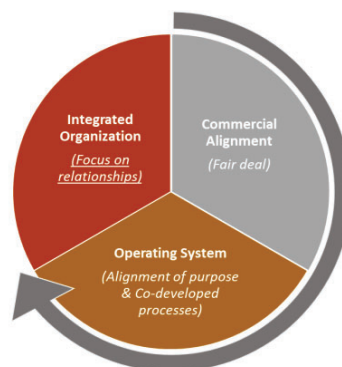 Integrated
Organization
(Focus on
relationships)
Commercial
Alignment
(Fair deal)
Operating System
(Alignment of purpose
& Co-developed
processes)